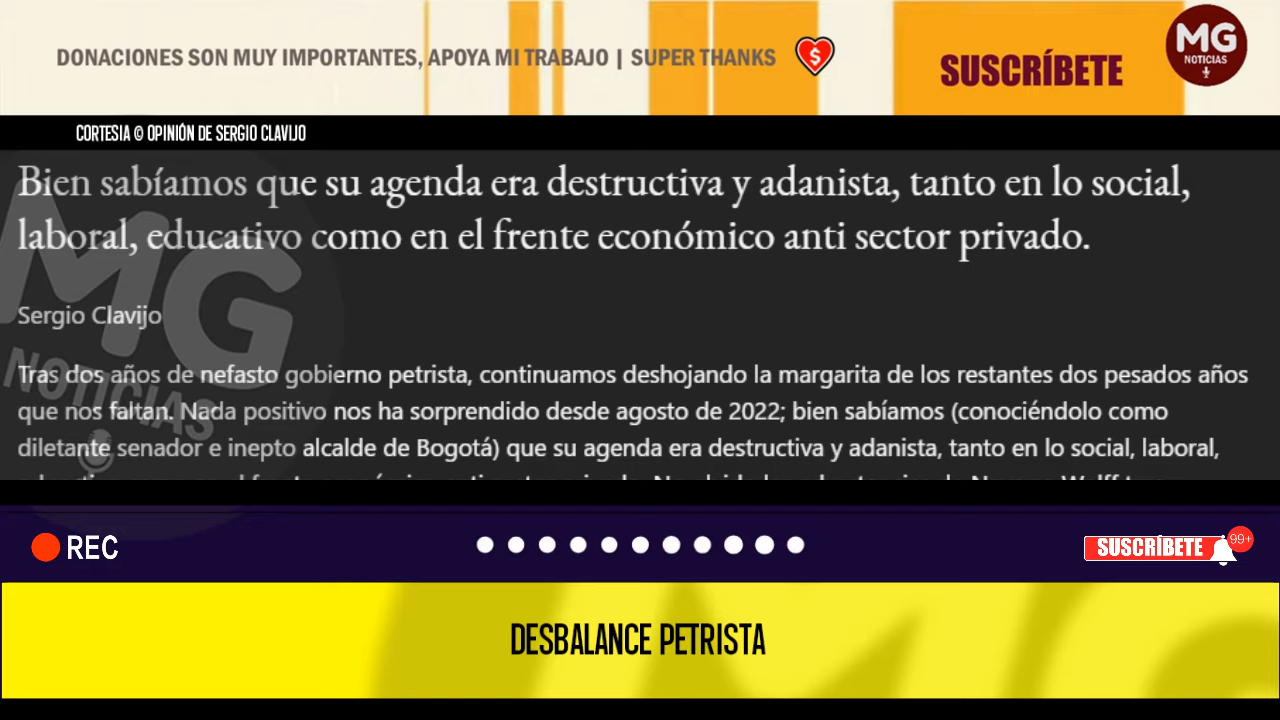 DONACIONES SON MUY IMPORTANTES, APOYA MI TRABAJO | SUPER THANKS
$
SUSCRÍBETE
MG
NOTICIAS
CORTESIA © OPINIÓN DE SERGIO CLAVIJO
Bien sabíamos que su agenda era destructiva y adanista, tanto en lo social,
laboral, educativo como en el frente económico anti sector privado.
MG
NOTICIAS
Sergio Clavijo
Tras dos años de nefasto gobierno petrista, continuamos deshojando la margarita de los restantes dos pesados años
que nos faltan. Nada positivo nos ha sorprendido desde agosto de 2022; bien sabíamos (conociéndolo como
diletante senador e inepto alcalde de Bogotá) que su agenda era destructiva y adanista, tanto en lo social, laboral,
REC
SUSCRÍBETE
99+
DESBALANCE PETRISTA